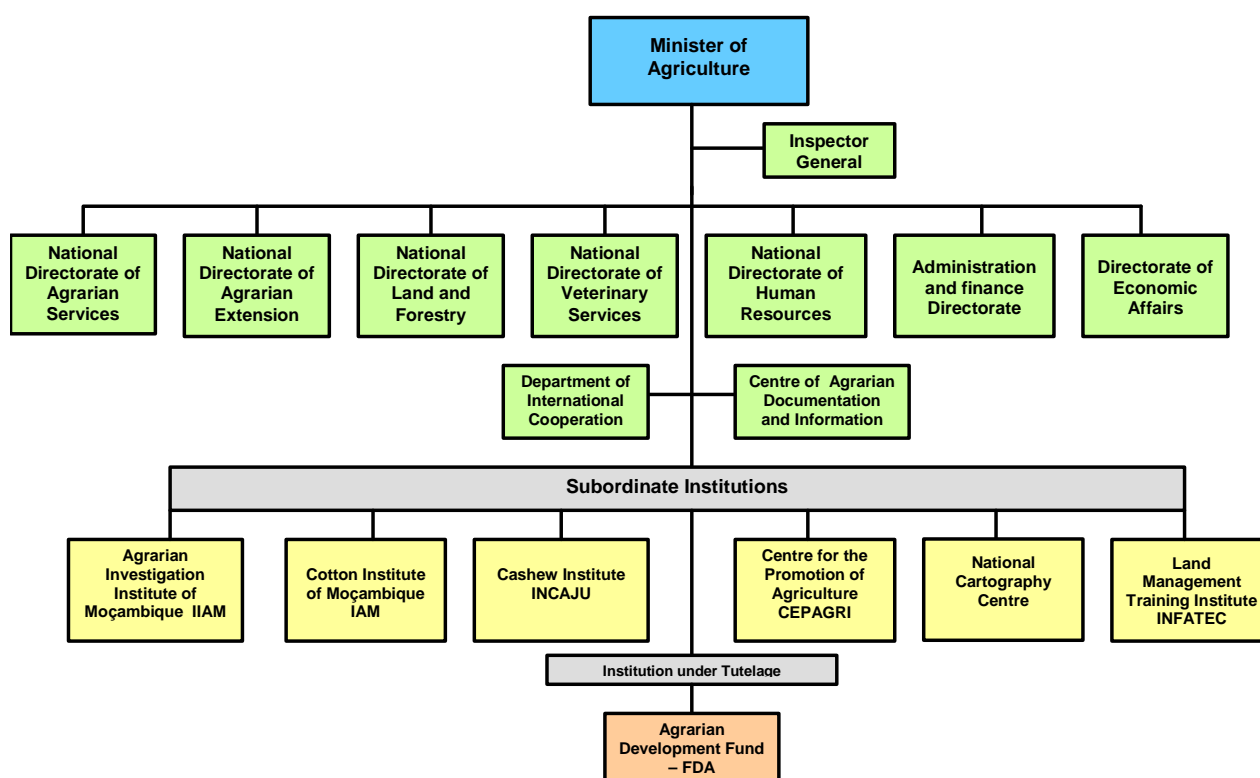 Minister of
Agriculture
Inspector
General
National
Directorate of
Agrarian
Services
National
Directorate of
Agrarian
Extension
National
Directorate of
Land and
Forestry
National
Directorate of
Veterinary
Services
National
Directorate of
Human
Resources
Administration
and finance
Directorate
Directorate of
Economic
Affairs
Department of
International
Cooperation
Centre of Agrarian
Documentation
and Information
Subordinate Institutions
Agrarian
Investigation
Institute of
Moçambique IIAM
Cotton Institute
of Moçambique
IAM
Cashew Institute
INCAJU
Centre for the
Promotion of
Agriculture
CEPAGRI
National
Cartography
Centre
Land
Management
Training Institute
INFATEC
Institution under Tutelage
Agrarian
Development Fund
– FDA